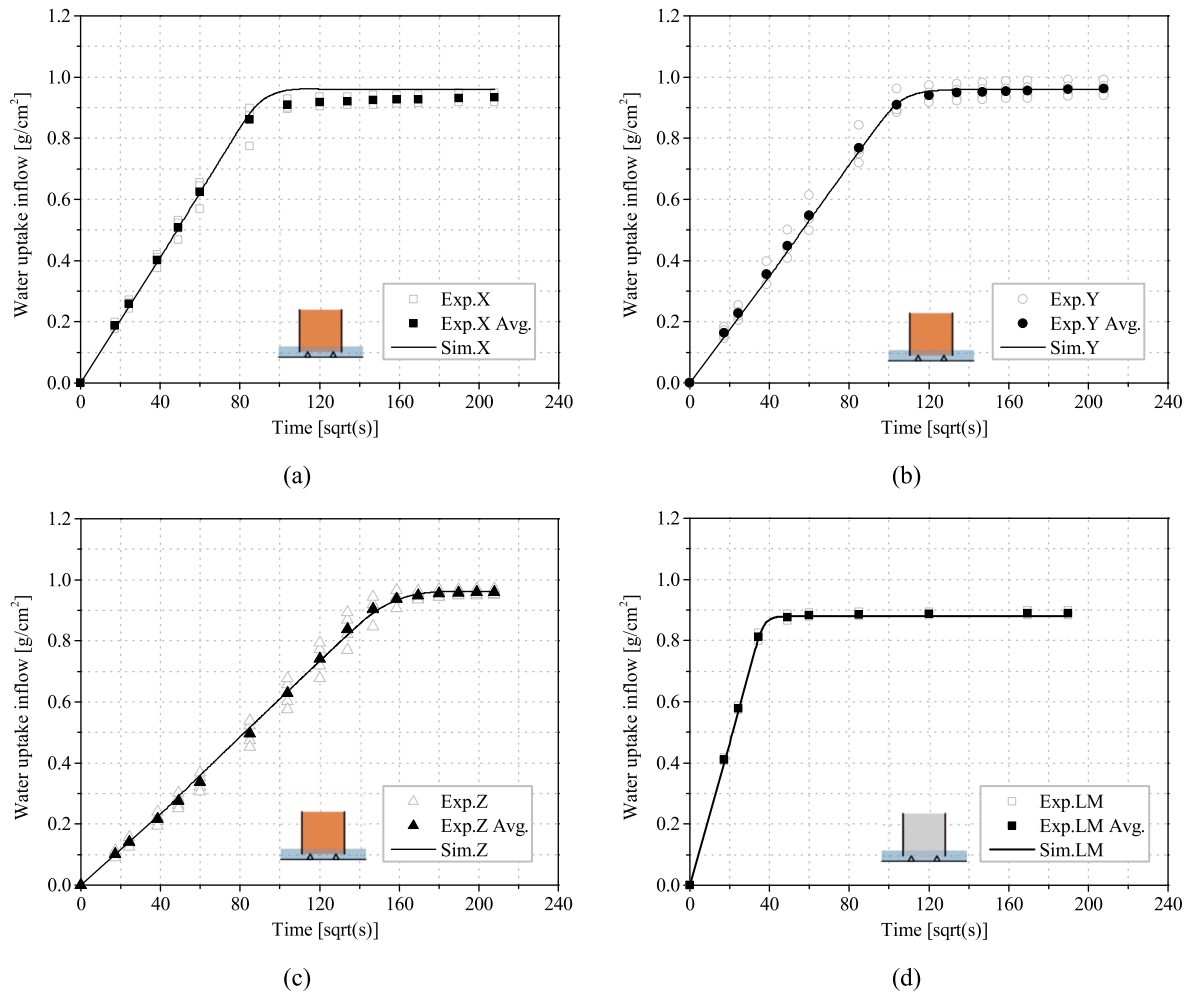 1.2
1.0
0.8
0.6
0.4
0.2
0.0
Water uptake inflow [g/cm²]
Exp.X
Exp.X Avg.
Sim.X
0 40 80 120 160 200 240
Time [sqrt(s)]
(a)
1.2
1.0
0.8
0.6
0.4
0.2
0.0
Water uptake inflow [g/cm²]
Exp.Y
Exp.Y Avg.
Sim.Y
0 40 80 120 160 200 240
Time [sqrt(s)]
(b)
1.2
1.0
0.8
0.6
0.4
0.2
0.0
Water uptake inflow [g/cm²]
Exp.Z
Exp.Z Avg.
Sim.Z
0 40 80 120 160 200 240
Time [sqrt(s)]
(c)
1.2
1.0
0.8
0.6
0.4
0.2
0.0
Water uptake inflow [g/cm²]
Exp.LM
Exp.LM Avg.
Sim.LM
0 40 80 120 160 200 240
Time [sqrt(s)]
(d)